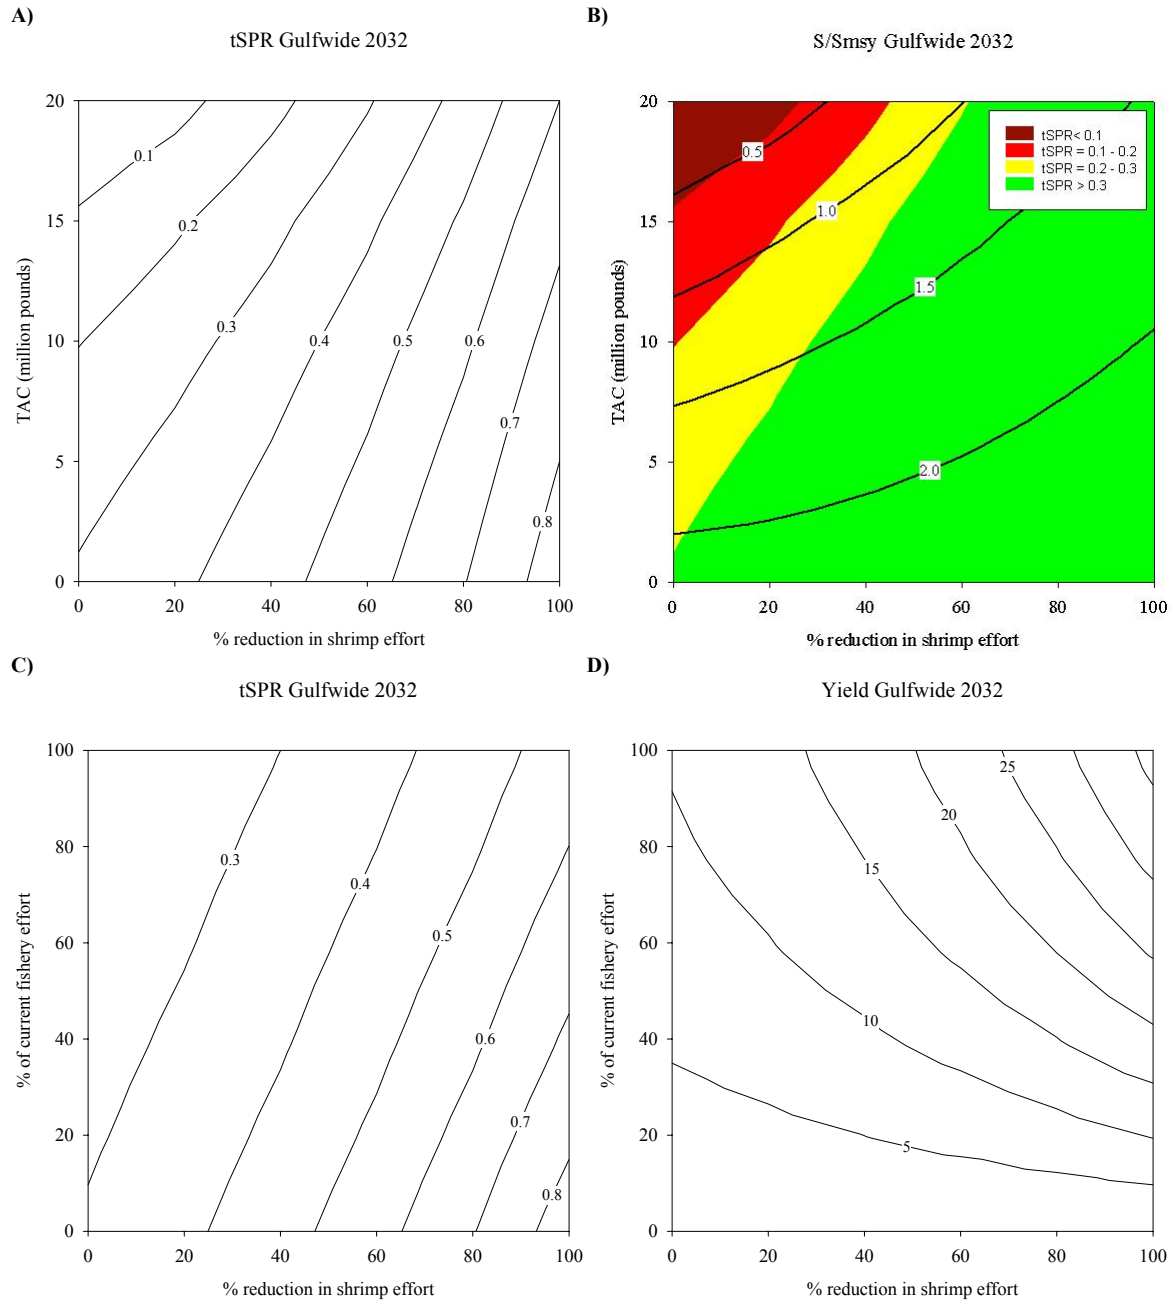 A)
tSPR Gulfwide 2032
TAC (million pounds)
20
15
10
5
0
0.1
0.2
0.3
0.4
0.5
0.6
0.7
0.8
0 20 40 60 80 100
% reduction in shrimp effort
B)
S/Smsy Gulfwide 2032
TAC (million pounds)
20
15
10
5
0
tSPR< 0.1
tSPR = 0.1 - 0.2
tSPR = 0.2 - 0.3
tSPR > 0.3
0.5
1.0
1.5
2.0
0 20 40 60 80 100
% reduction in shrimp effort
C)
tSPR Gulfwide 2032
% of current fishery effort
100
80
60
40
20
0
0.3
0.4
0.5
0.6
0.7
0.8
0 20 40 60 80 100
% reduction in shrimp effort
D)
Yield Gulfwide 2032
% of current fishery effort
100
80
60
40
20
0
25
20
15
10
5
0 20 40 60 80 100
% reduction in shrimp effort